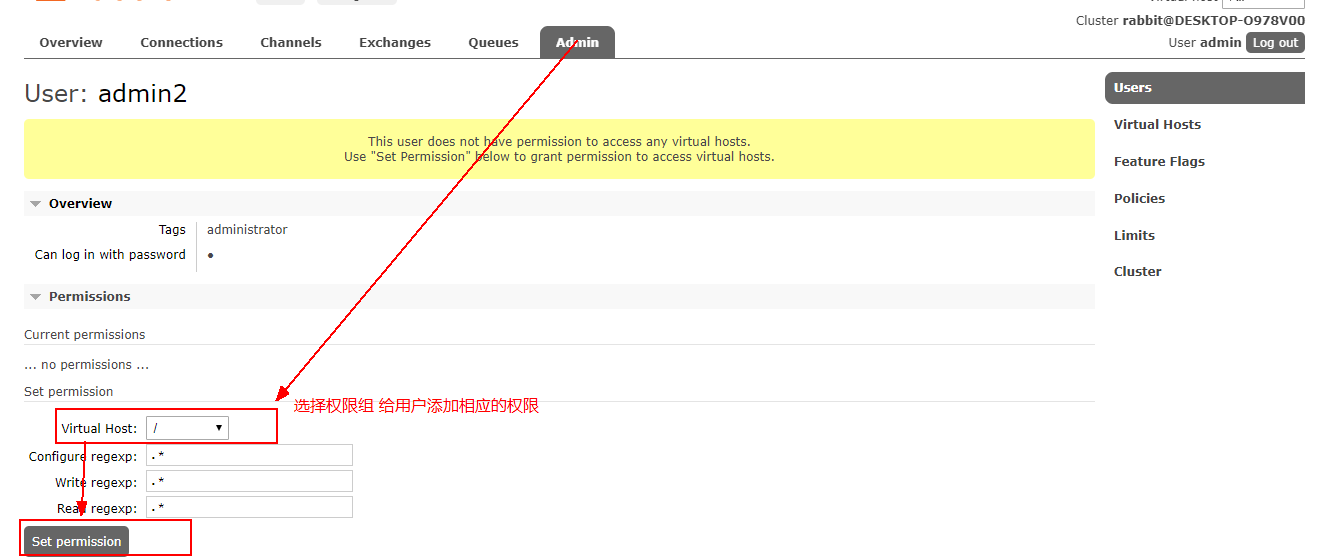 Cluster rabbit@DESKTOP-O978V00
User admin Log out
Overview Connections Channels Exchanges Queues Admin
User: admin2
This user does not have permission to access any virtual hosts.
Use "Set Permission" below to grant permission to access virtual hosts.
Overview
Tags administrator
Can log in with password ●
Permissions
Current permissions
... no permissions ...
Set permission
选择权限组 给用户添加相应的权限
Virtual Host: /
Configure regexp: .*
Write regexp: .*
Read regexp: .*
Set permission
Users
Virtual Hosts
Feature Flags
Policies
Limits
Cluster